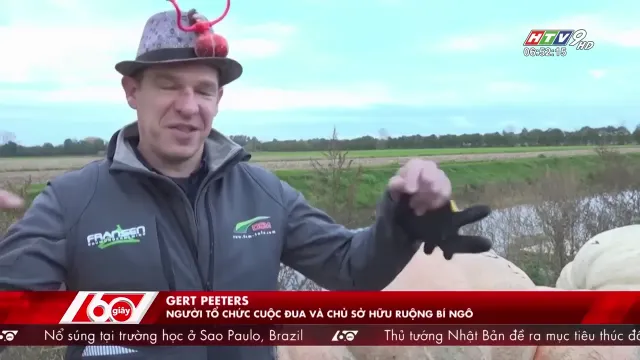 HTV9 HD
06:52:15
FRANSEN
60 giây
GERT PEETERS
NGƯỜI TỔ CHỨC CUỘC ĐUA VÀ CHỦ SỞ HỮU RUỘNG BÍ NGÔ
Nổ súng tại trường học ở Sao Paulo, Brazil
Thủ tướng Nhật Bản đề ra mục tiêu thúc đ